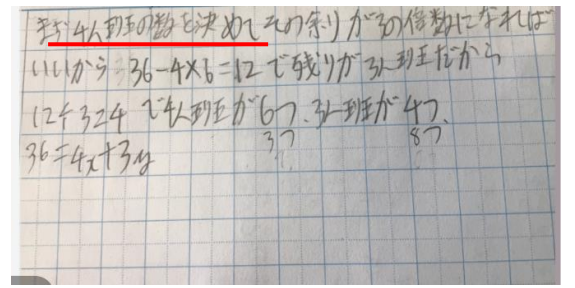 まず4人班の数を決めてその余りが3の倍数になれば
いいから 36-4×6=12で残りが3人班だから
12÷3=4 で4人班が6つ、3人班が4つ、
3つ 8つ
36=4x+3y